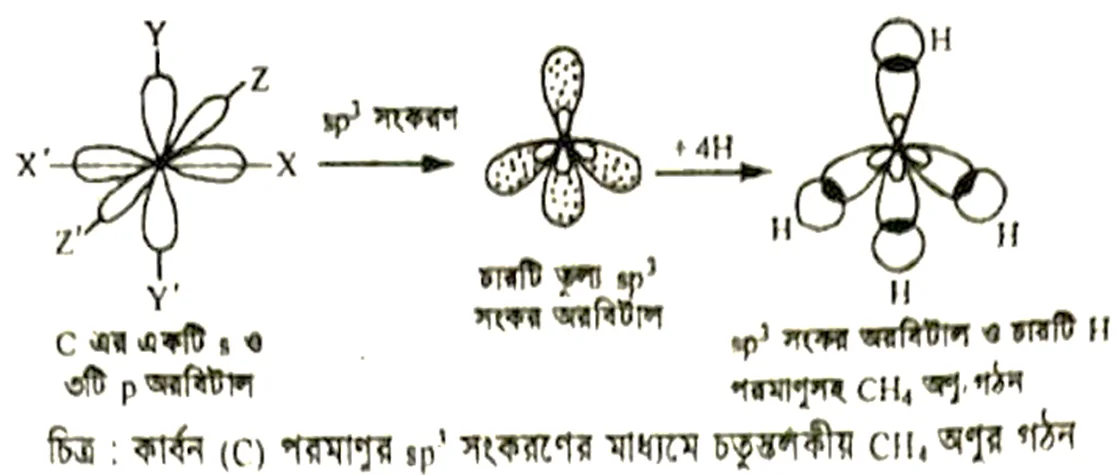 Y
Z
X'
X
Z'
Y'
sp³ সংকরণ
+ 4H
H
H
H
H
C এর একটি s ও
৩টি p অরবিটাল
চারটি তুল্য sp³
সংকর অরবিটাল
sp³ সংকর অরবিটাল ও চারটি H
পরমাণুসহ CH₄ অণু গঠন
চিত্র : কার্বন (C) পরমাণুর sp³ সংকরণের মাধ্যমে চতুস্তলকীয় CH₄ অণুর গঠন